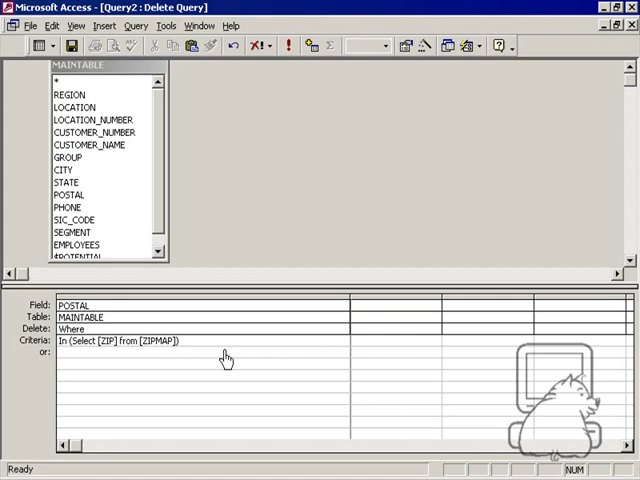 Microsoft Access - [Query2 : Delete Query]
File Edit View Insert Query Tools Window Help
MAINTABLE
*
REGION
LOCATION
LOCATION_NUMBER
CUSTOMER_NUMBER
CUSTOMER_NAME
GROUP
CITY
STATE
POSTAL
PHONE
SIC_CODE
SEGMENT
EMPLOYEES
$POTENTIAL
Field: POSTAL
Table: MAINTABLE
Delete: Where
Criteria: In (Select [ZIP] from [ZIPMAP])
or:
Ready NUM